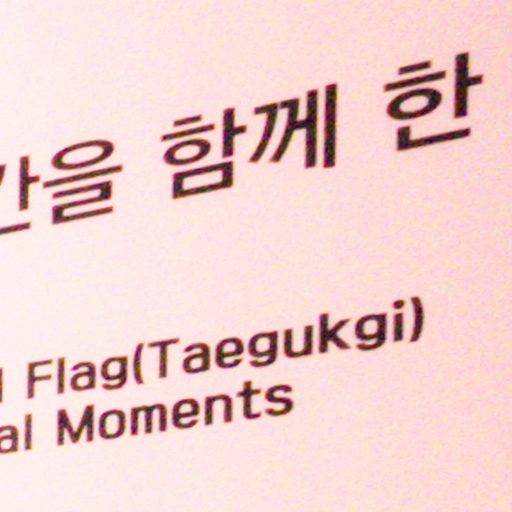 간을 함께 한
Flag(Taegukgi)
al Moments